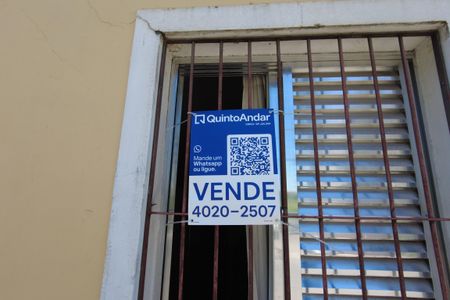 QuintoAndar
Mande um
Whatsapp
ou ligue.
VENDE
4020-2507